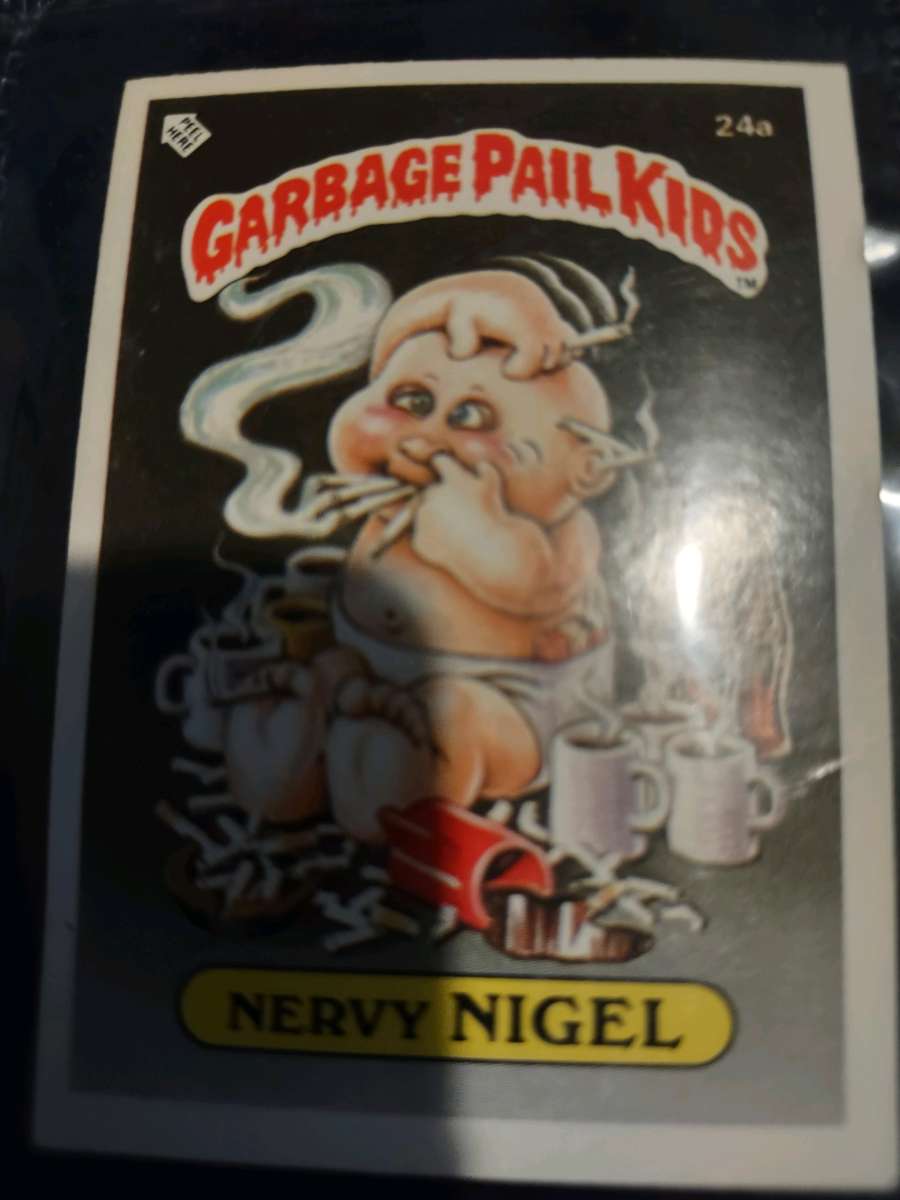 PEEL
HERE
24a
GARBAGE PAIL KIDS
TM
NERVY NIGEL